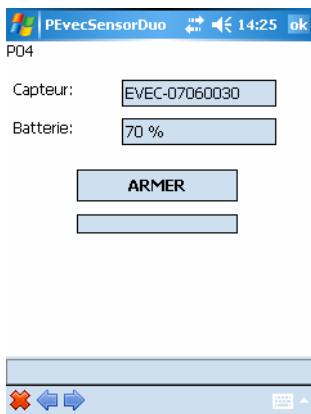 PEvecSensorDuo 14:25 ok
P04
Capteur: EVEC-07060030
Batterie: 70 %
ARMER